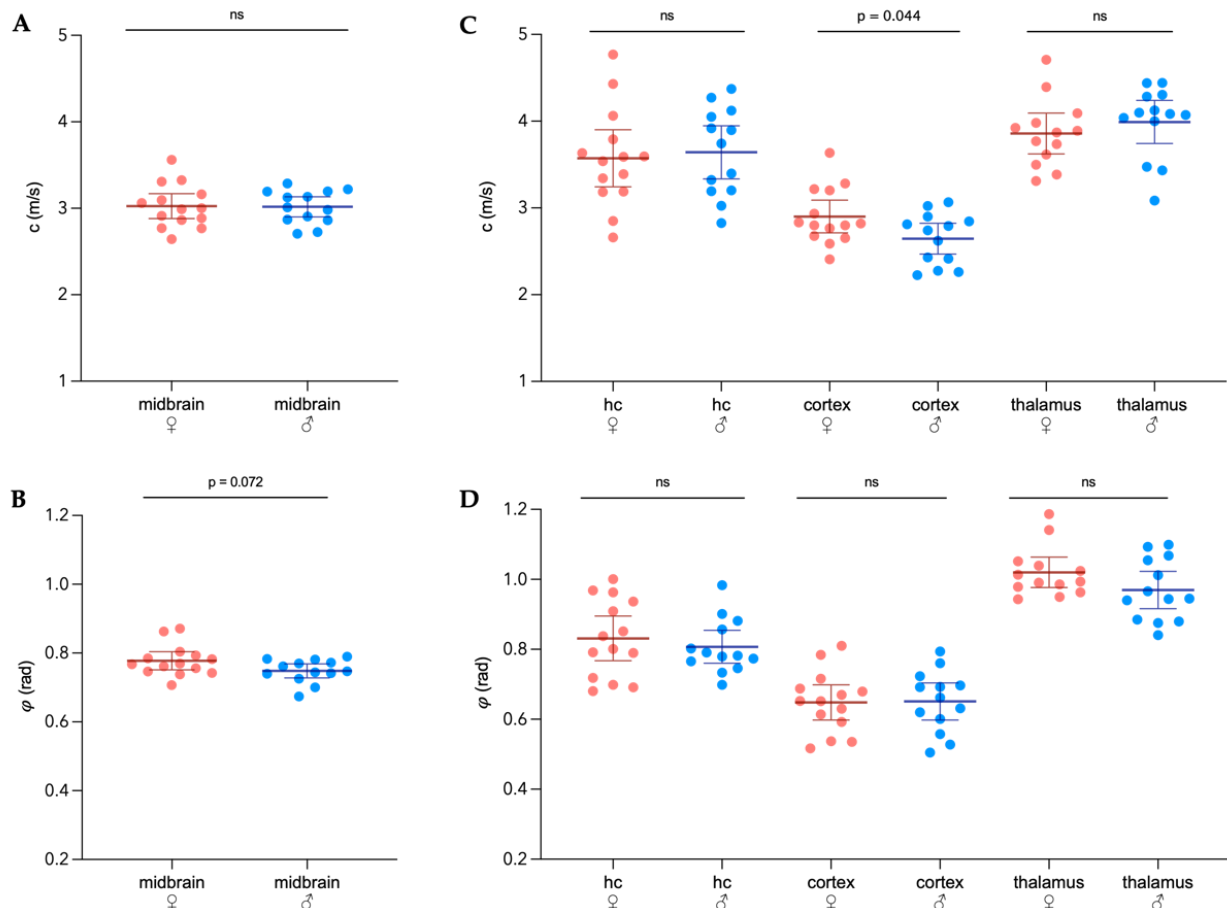 A
ns
c (m/s)
5
4
3
2
1
midbrain midbrain
♀ ♂
C
ns p = 0.044 ns
c (m/s)
5
4
3
2
1
hc hc cortex cortex thalamus thalamus
♀ ♂ ♀ ♂ ♀ ♂
B
p = 0.072
φ (rad)
1.2
1.0
0.8
0.6
0.4
0.2
midbrain midbrain
♀ ♂
D
ns ns ns
φ (rad)
1.2
1.0
0.8
0.6
0.4
0.2
hc hc cortex cortex thalamus thalamus
♀ ♂ ♀ ♂ ♀ ♂